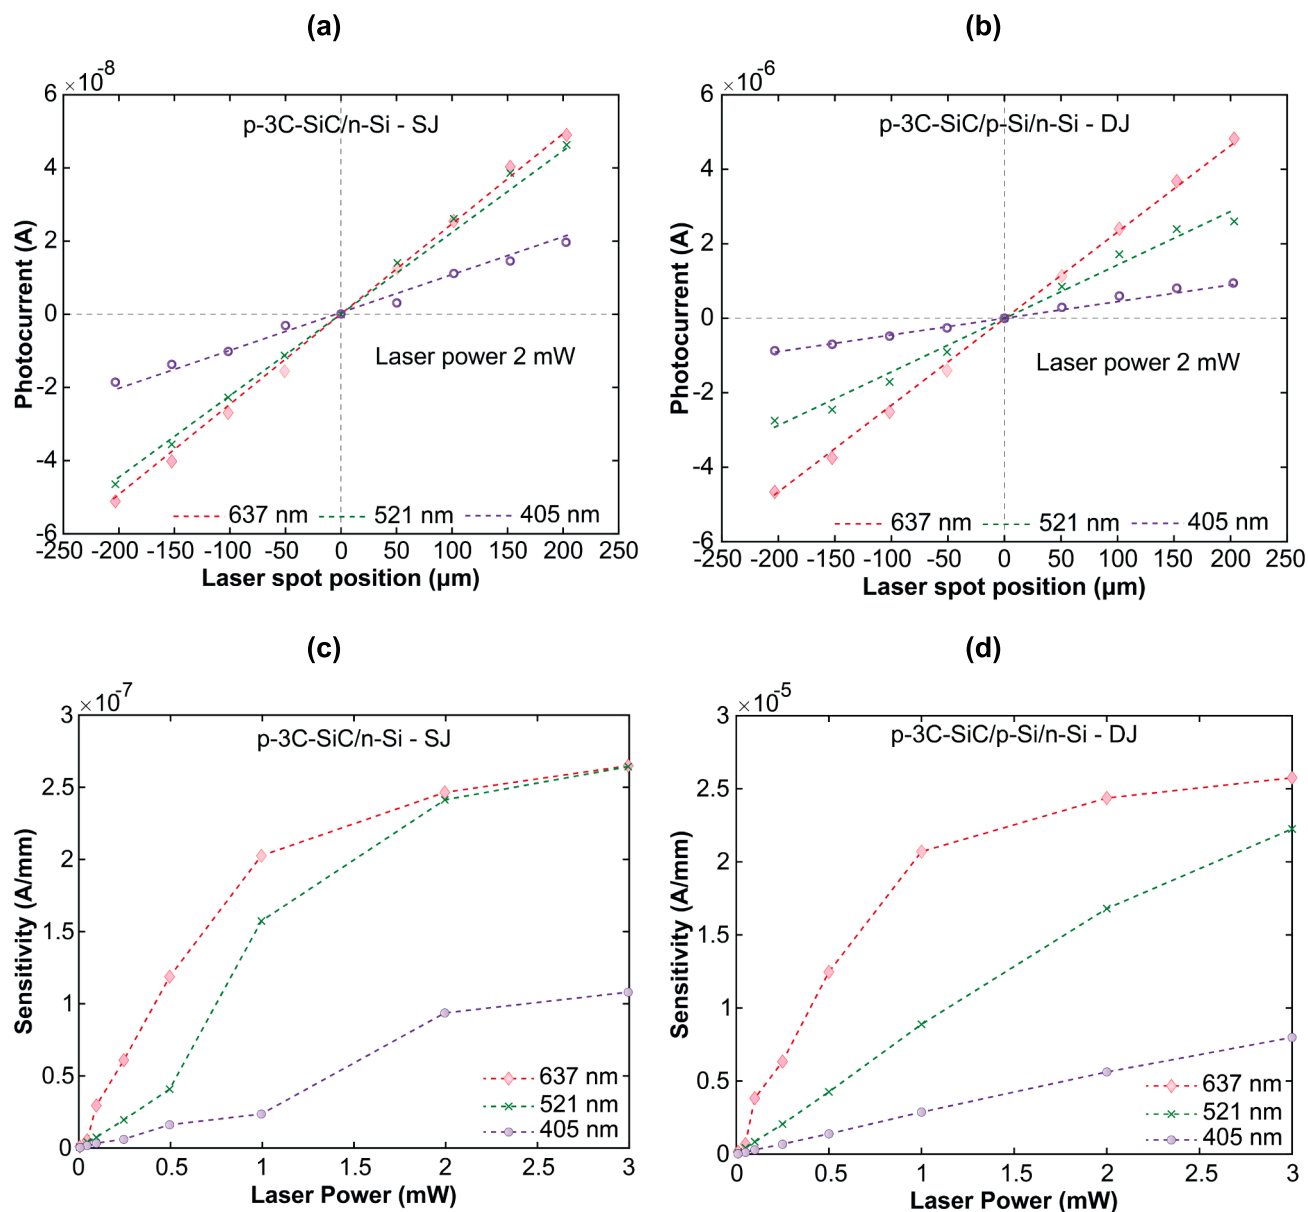 (a)
×10-8
p-3C-SiC/n-Si - SJ
6
4
2
0
-2
-4
-6
Photocurrent (A)
Laser power 2 mW
637 nm 521 nm 405 nm
-250 -200 -150 -100 -50 0 50 100 150 200 250
Laser spot position (µm)
(b)
×10-6
p-3C-SiC/p-Si/n-Si - DJ
6
4
2
0
-2
-4
-6
Photocurrent (A)
Laser power 2 mW
637 nm 521 nm 405 nm
-250 -200 -150 -100 -50 0 50 100 150 200 250
Laser spot position (µm)
(c)
×10-7
p-3C-SiC/n-Si - SJ
3
2.5
2
1.5
1
0.5
0
Sensitivity (A/mm)
637 nm
521 nm
405 nm
0 0.5 1 1.5 2 2.5 3
Laser Power (mW)
(d)
×10-5
p-3C-SiC/p-Si/n-Si - DJ
3
2.5
2
1.5
1
0.5
0
Sensitivity (A/mm)
637 nm
521 nm
405 nm
0 0.5 1 1.5 2 2.5 3
Laser Power (mW)